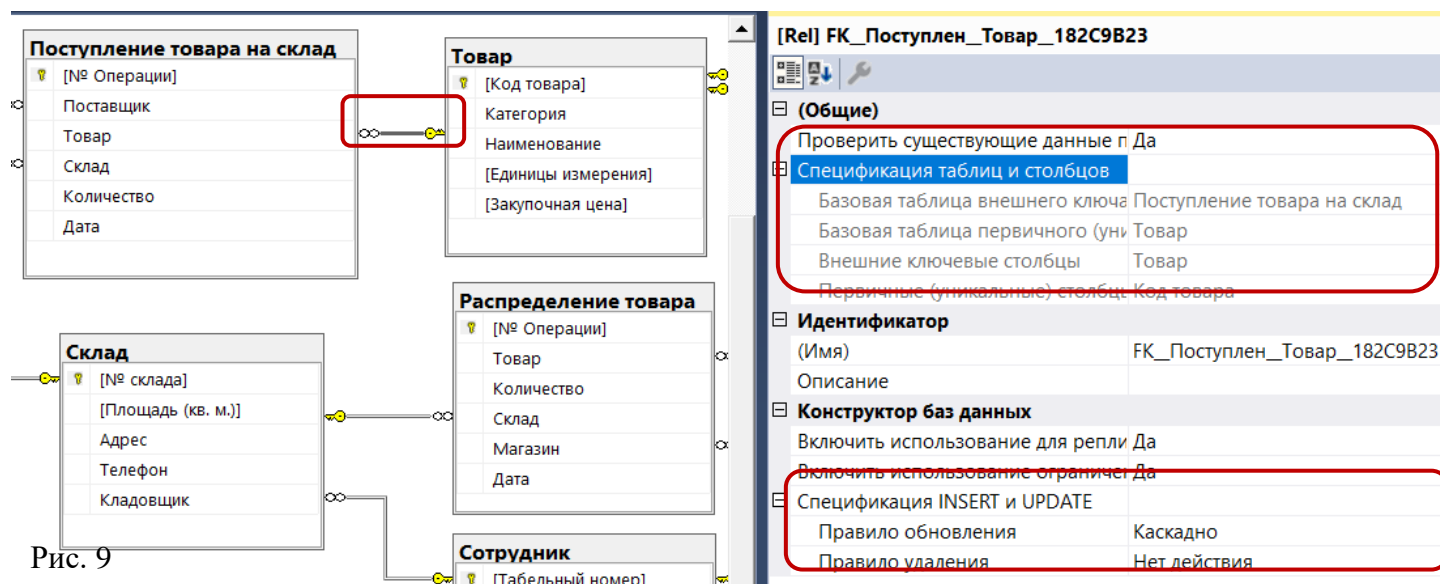 Поступление товара на склад
[№ Операции]
Поставщик
Товар
Склад
Количество
Дата
Товар
[Код товара]
Категория
Наименование
[Единицы измерения]
[Закупочная цена]
Распределение товара
[№ Операции]
Товар
Количество
Склад
Магазин
Дата
Склад
[№ склада]
[Площадь (кв. м.)]
Адрес
Телефон
Кладовщик
Сотрудник
[Табельный номер]
Рис. 9
[Rel] FK__Поступлен__Товар__182C9B23
(Общие)
Проверить существующие данные п Да
Спецификация таблиц и столбцов
Базовая таблица внешнего ключа Поступление товара на склад
Базовая таблица первичного (уни Товар
Внешние ключевые столбцы Товар
Первичные (уникальные) столбц Код товара
Идентификатор
(Имя) FK__Поступлен__Товар__182C9B23
Описание
Конструктор баз данных
Включить использование для репли Да
Включить использование ограничен Да
Спецификация INSERT и UPDATE
Правило обновления Каскадно
Правило удаления Нет действия